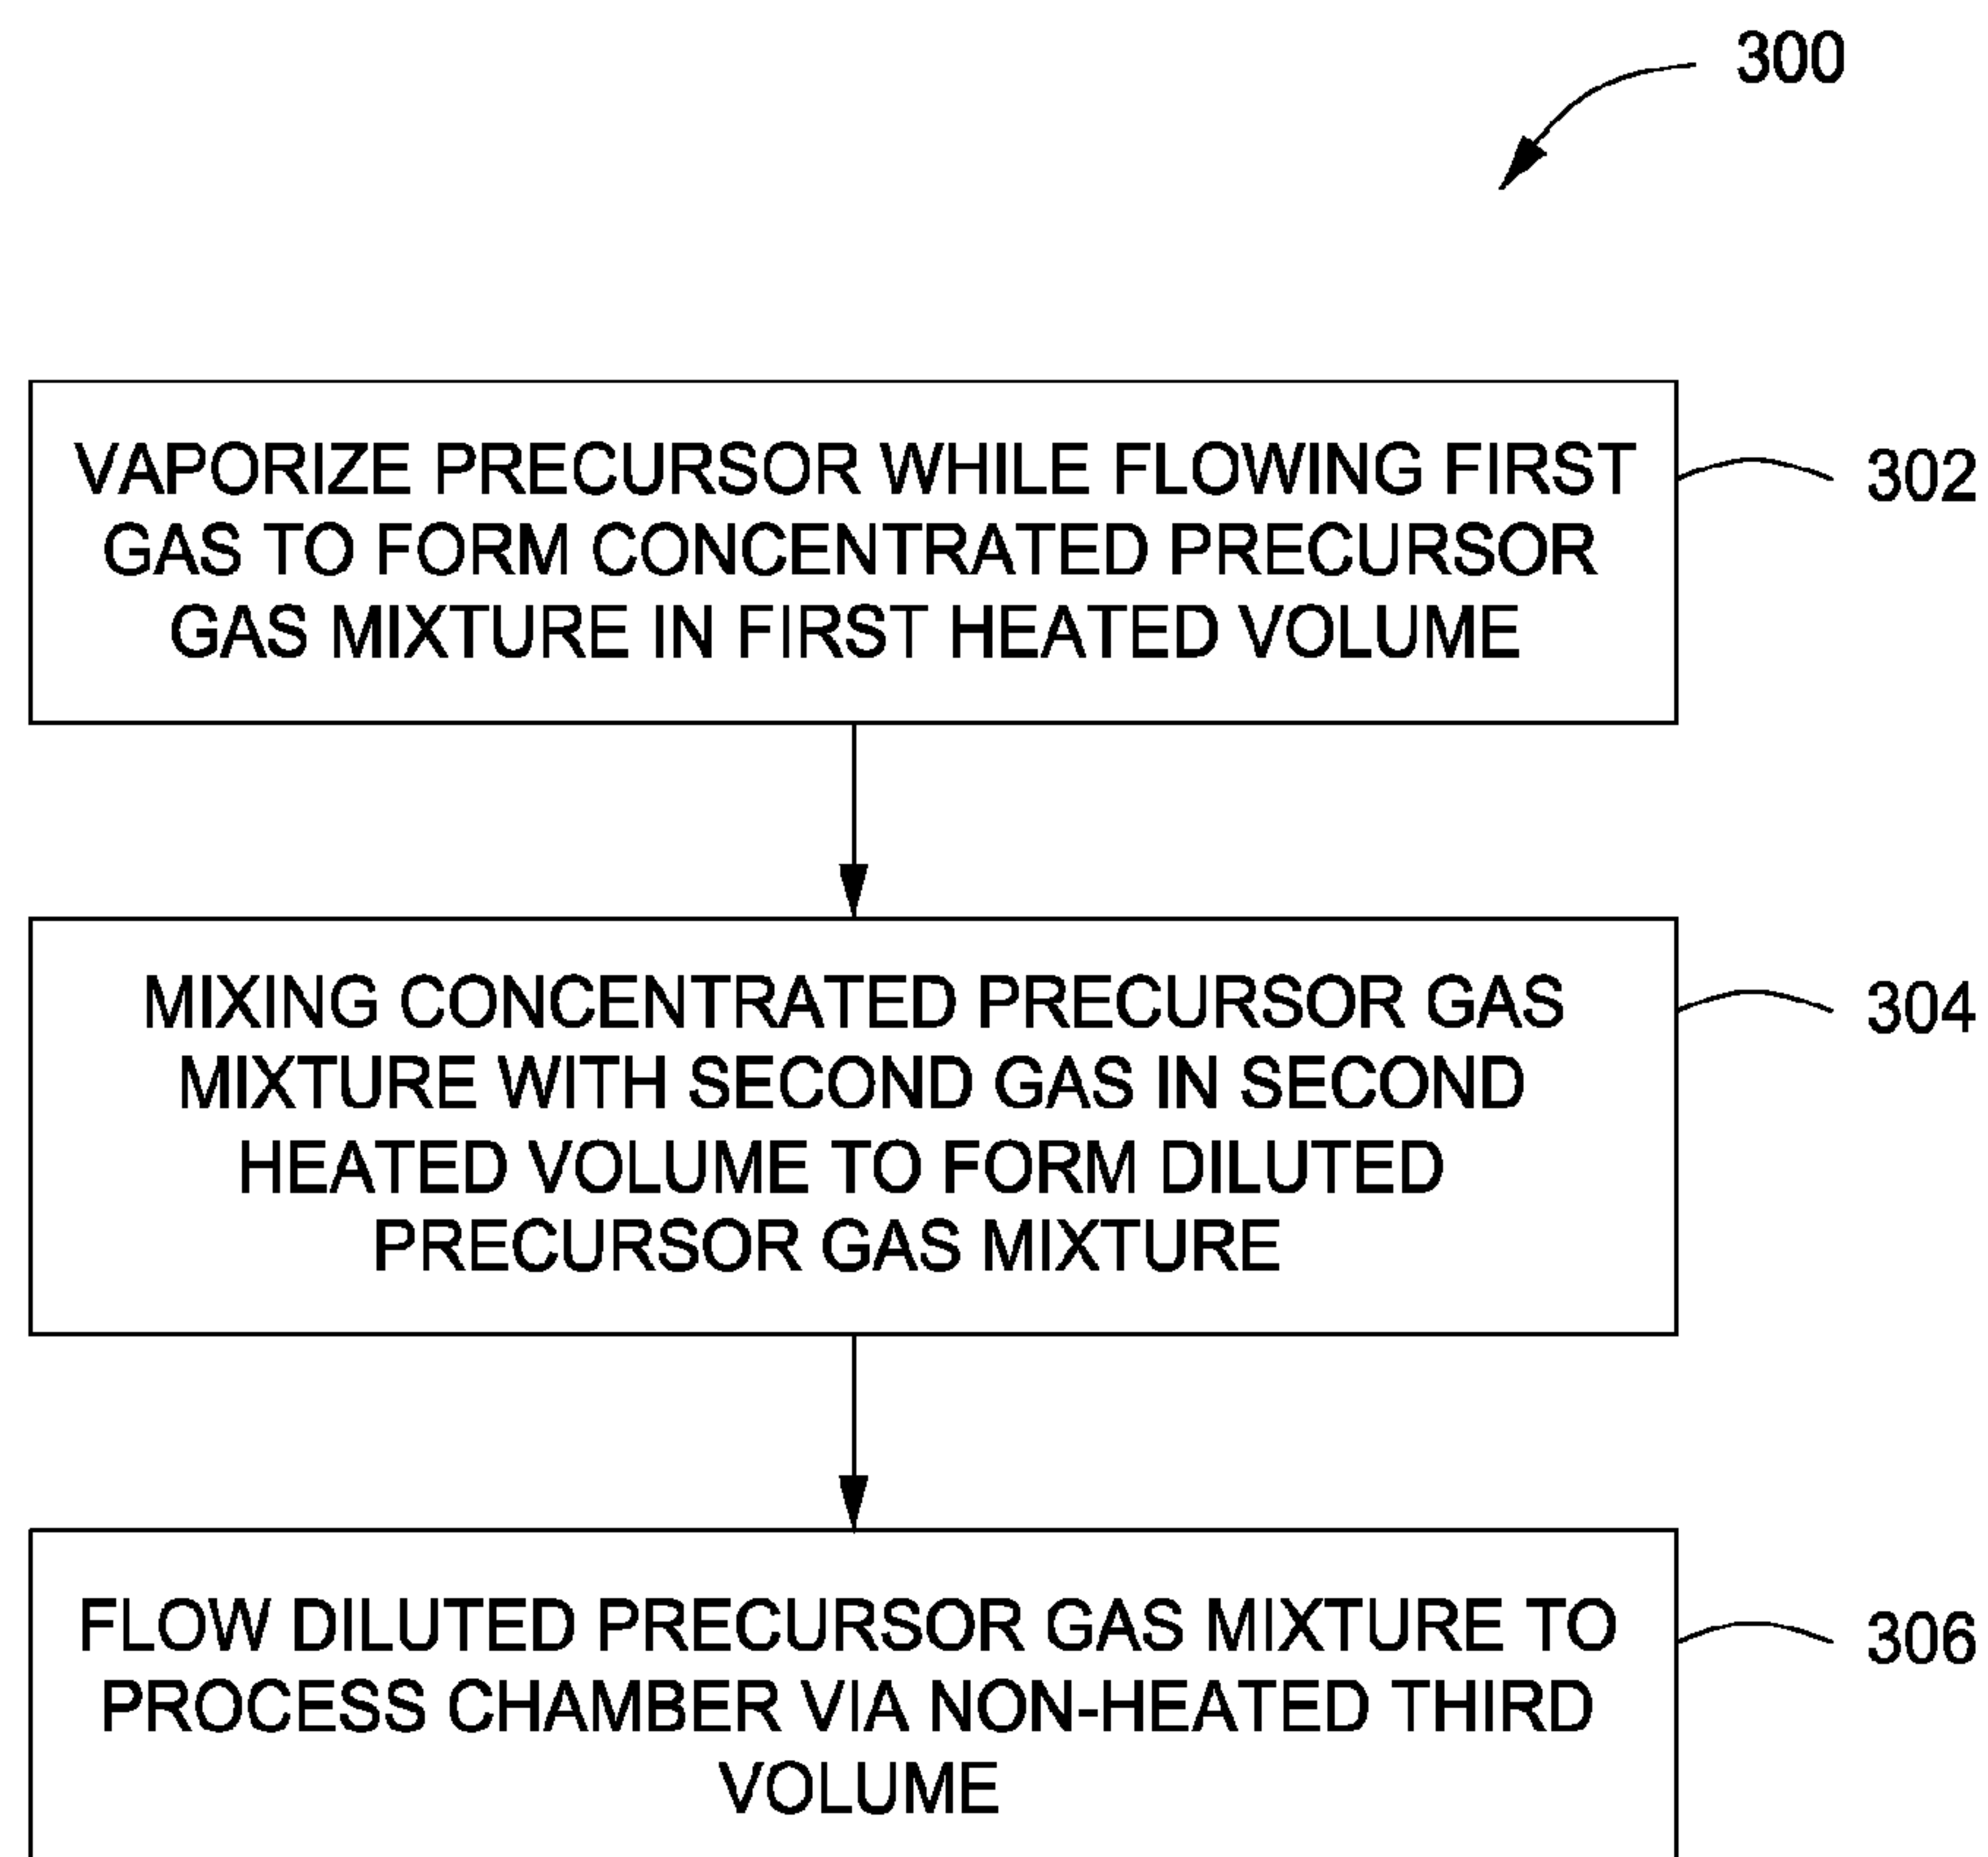 300
VAPORIZE PRECURSOR WHILE FLOWING FIRST
GAS TO FORM CONCENTRATED PRECURSOR
GAS MIXTURE IN FIRST HEATED VOLUME
302
MIXING CONCENTRATED PRECURSOR GAS
MIXTURE WITH SECOND GAS IN SECOND
HEATED VOLUME TO FORM DILUTED
PRECURSOR GAS MIXTURE
304
FLOW DILUTED PRECURSOR GAS MIXTURE TO
PROCESS CHAMBER VIA NON-HEATED THIRD
VOLUME
306